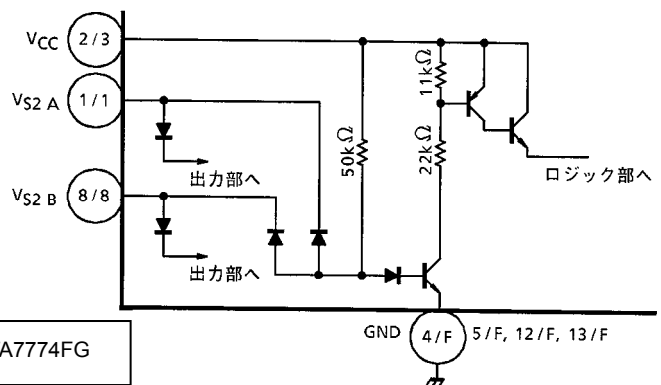 VCC 2/3
VS2 A 1/1
出力部へ
VS2 B 8/8
出力部へ
50kΩ
11kΩ
22kΩ
ロジック部へ
GND 4/F 5/F, 12/F, 13/F
A7774FG